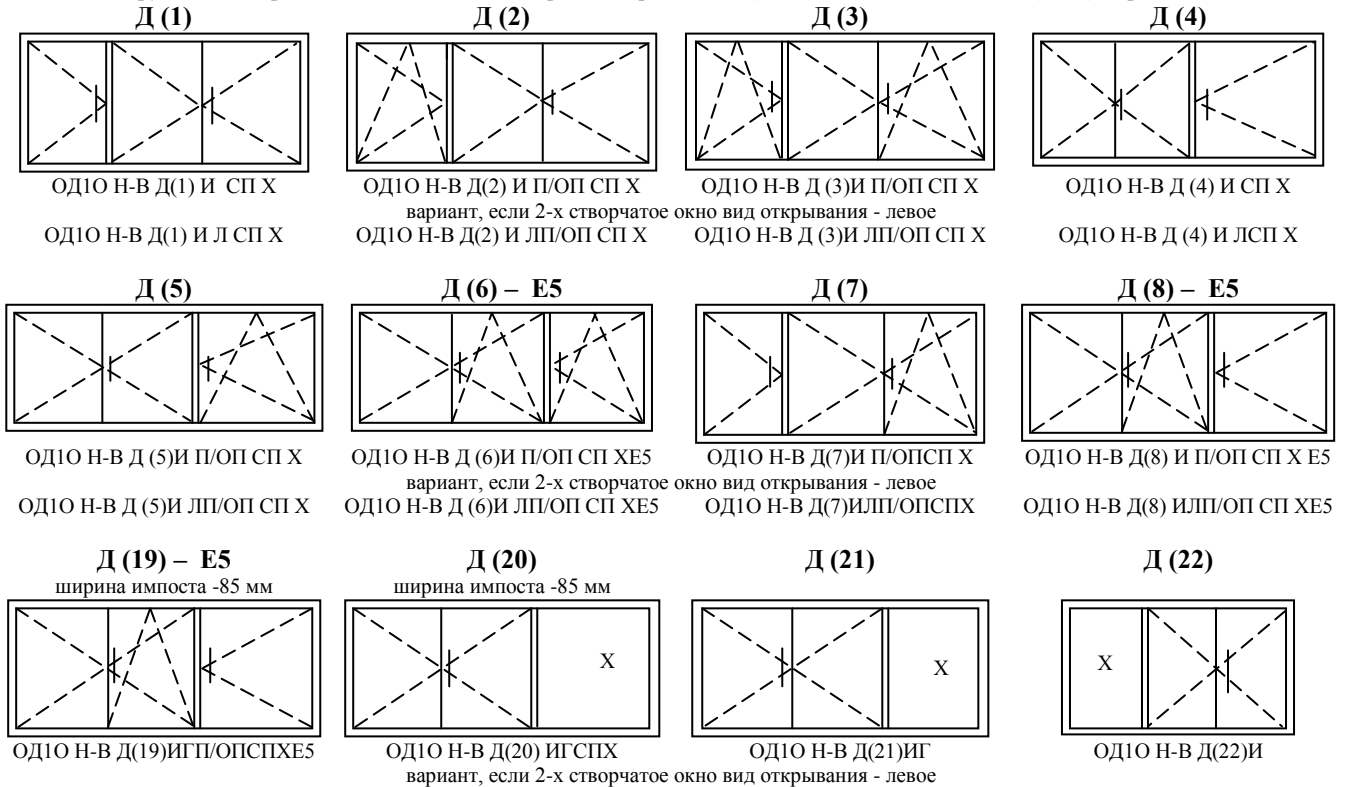 Д (1) Д (2) Д (3) Д (4)
ОД1О Н-В Д(1) И СП Х ОД1О Н-В Д(2) И П/ОП СП Х ОД1О Н-В Д (3)И П/ОП СП Х ОД1О Н-В Д (4) И СП Х
вариант, если 2-х створчатое окно вид открывания - левое
ОД1О Н-В Д(1) И Л СП Х ОД1О Н-В Д(2) И ЛП/ОП СП Х ОД1О Н-В Д (3)И ЛП/ОП СП Х ОД1О Н-В Д (4) И ЛСП Х
Д (5) Д (6) – Е5 Д (7) Д (8) – Е5
ОД1О Н-В Д (5)И П/ОП СП Х ОД1О Н-В Д (6)И П/ОП СП ХЕ5 ОД1О Н-В Д(7)И П/ОПСП Х ОД1О Н-В Д(8) И П/ОП СП Х Е5
вариант, если 2-х створчатое окно вид открывания - левое
ОД1О Н-В Д (5)И ЛП/ОП СП Х ОД1О Н-В Д (6)И ЛП/ОП СП ХЕ5 ОД1О Н-В Д(7)ИЛП/ОПСПХ ОД1О Н-В Д(8) ИЛП/ОП СП ХЕ5
Д (19) – Е5 Д (20) Д (21) Д (22)
ширина импоста -85 мм ширина импоста -85 мм
Х Х Х
ОД1О Н-В Д(19)ИГП/ОПСПХЕ5 ОД1О Н-В Д(20) ИГСПХ ОД1О Н-В Д(21)ИГ ОД1О Н-В Д(22)И
вариант, если 2-х створчатое окно вид открывания - левое